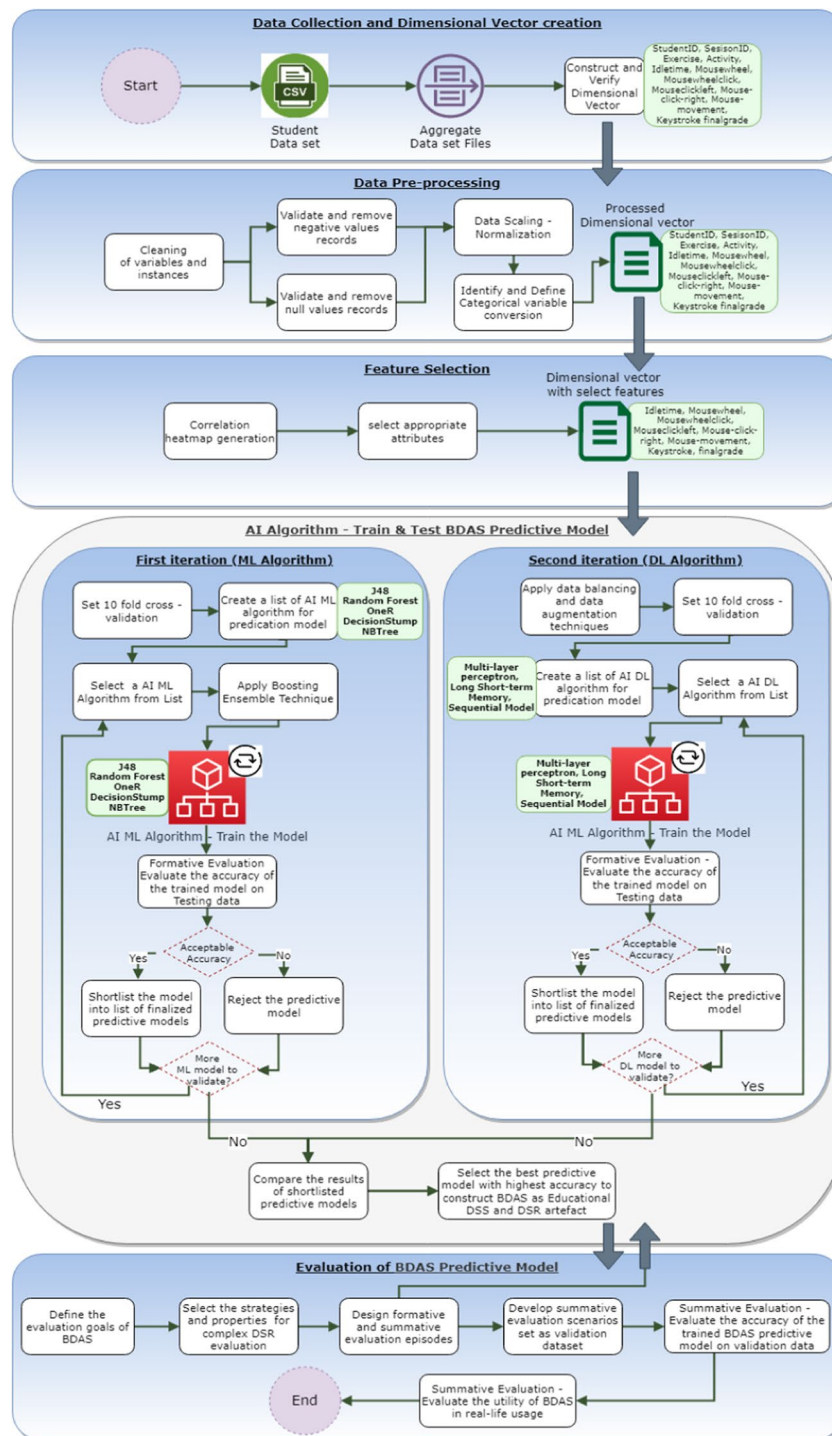 Data Collection and Dimensional Vector creation
Start
CSV
Student
Data set
Aggregate
Data set Files
Construct and
Verify
Dimensional
Vector
StudentID, SesisonID,
Exercise, Activity,
Idletime, Mousewheel,
Mousewheelclick,
Mouseclickleft, Mouse-
click-right, Mouse-
movement,
Keystroke finalgrade
Data Pre-processing
Cleaning
of variables and
instances
Validate and remove
negative values
records
Validate and remove
null values records
Data Scaling -
Normalization
Identify and Define
Categorical variable
conversion
Processed
Dimensional vector
StudentID, SesisonID,
Exercise, Activity,
Idletime, Mousewheel,
Mousewheelclick,
Mouseclickleft, Mouse-
click-right, Mouse-
movement,
Keystroke finalgrade
Feature Selection
Correlation
heatmap generation
select appropriate
attributes
Dimensional vector
with select features
Idletime, Mousewheel,
Mousewheelclick,
Mouseclickleft, Mouse-click-
right, Mouse-movement,
Keystroke, finalgrade
AI Algorithm - Train & Test BDAS Predictive Model
First iteration (ML Algorithm)
Set 10 fold cross -
validation
Create a list of AI ML
algorithm for
predication model
J48
Random Forest
OneR
DecisionStump
NBTree
Select a AI ML
Algorithm from List
Apply Boosting
Ensemble Technique
J48
Random Forest
OneR
DecisionStump
NBTree
AI ML Algorithm - Train the Model
Formative Evaluation
Evaluate the accuracy of
the trained model on
Testing data
Acceptable
Accuracy
Yes
No
Shortlist the model
into list of finalized
predictive models
Reject the predictive
model
More
ML model to
validate?
Yes
No
Second iteration (DL Algorithm)
Apply data balancing
and data
augmentation
techniques
Set 10 fold cross -
validation
Multi-layer
perceptron,
Long Short-term
Memory,
Sequential Model
Create a list of AI DL
algorithm for
predication model
Select a AI DL
Algorithm from List
Multi-layer
perceptron, Long
Short-term
Memory,
Sequential Model
AI ML Algorithm - Train the Model
Formative Evaluation -
Evaluate the accuracy of
the trained model on
Testing data
Acceptable
Accuracy
Yes
No
Shortlist the model
into list of finalized
predictive models
Reject the predictive
model
More
DL model to
validate?
Yes
No
Compare the results
of shortlisted
predictive models
Select the best predictive
model with highest accuracy to
construct BDAS as Educational
DSS and DSR artefact
Evaluation of BDAS Predictive Model
Define the
evaluation goals of
BDAS
Select the strategies
and properties for
complex DSR
evaluation
Design formative
and summative
evaluation episodes
Develop summative
evaluation scenarios
set as validation
dataset
Summative Evaluation -
Evaluate the accuracy of the
trained BDAS predictive
model on validation data
Summative Evaluation -
Evaluate the utility of BDAS
in real-life usage
End